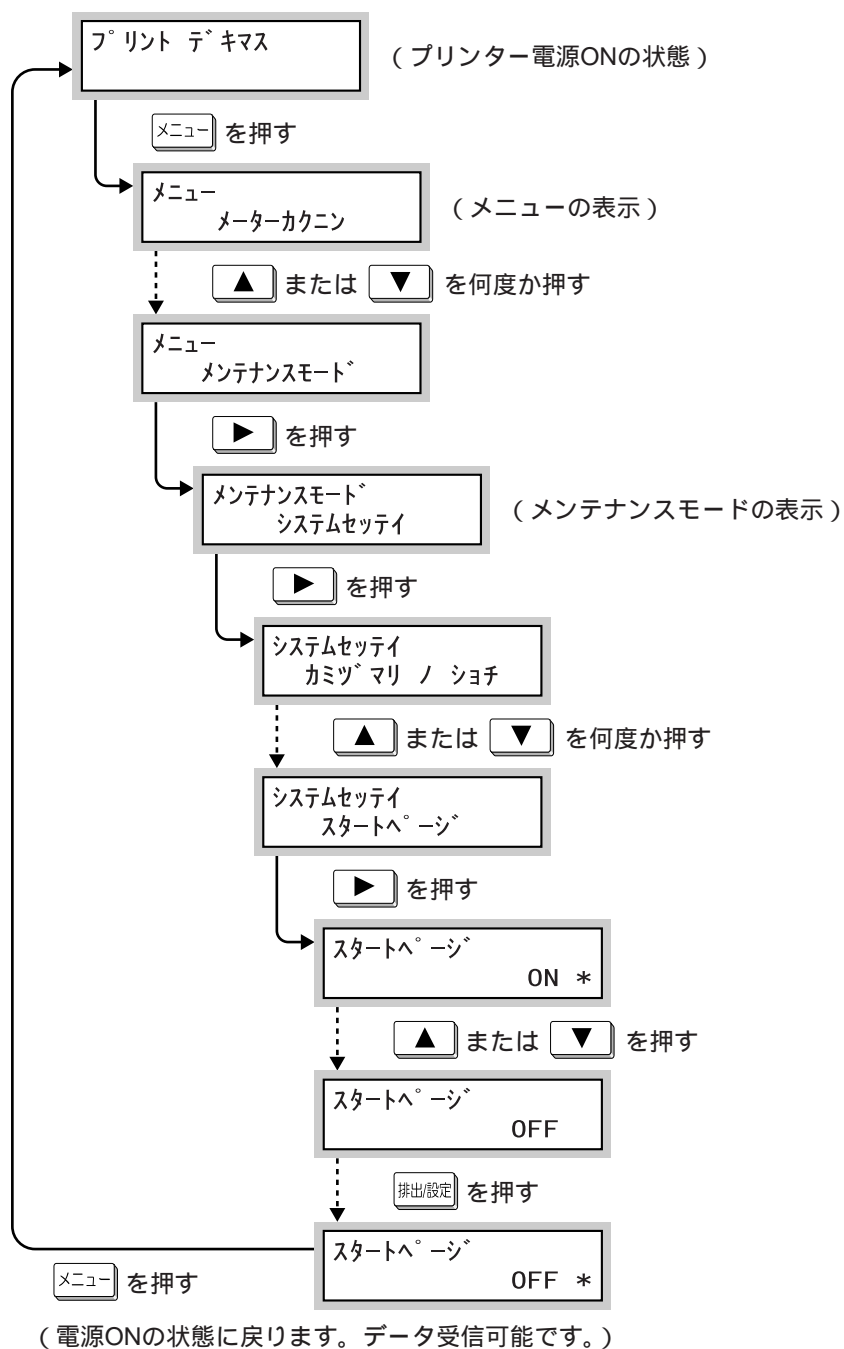 プリント デキマス
(プリンター電源ONの状態)
メニュー を押す
メニュー
メーターカクニン
(メニューの表示)
▲ または ▼ を何度か押す
メニュー
メンテナンスモード
▶ を押す
メンテナンスモード
システムセッテイ
(メンテナンスモードの表示)
▶ を押す
システムセッテイ
カミヅマリ ノ ショチ
▲ または ▼ を何度か押す
システムセッテイ
スタートページ
▶ を押す
スタートページ
ON *
▲ または ▼ を押す
スタートページ
OFF
排出/設定 を押す
スタートページ
OFF *
メニュー を押す
(電源ONの状態に戻ります。データ受信可能です。)